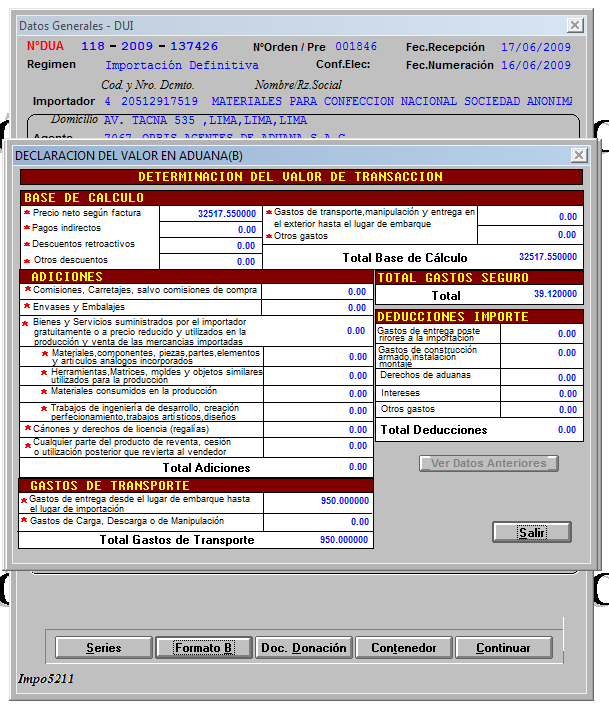 Datos Generales - DUI
NºDUA 118 - 2009 - 137426 NºOrden / Pre 001846 Fec.Recepción 17/06/2009
Regimen Importación Definitiva Conf.Elec: Fec.Numeración 16/06/2009
Cod. y Nro. Dcmto. Nombre/Rz.Social
Importador 4 20512917519 MATERIALES PARA CONFECCION NACIONAL SOCIEDAD ANONIMA
Domicilio AV. TACNA 535 ,LIMA,LIMA,LIMA
Agente 7067 ORBIS AGENTES DE ADUANA S A C
DECLARACION DEL VALOR EN ADUANA(B)
DETERMINACION DEL VALOR DE TRANSACCION
BASE DE CALCULO
* Precio neto según factura 32517.550000
* Pagos indirectos 0.00
* Descuentos retroactivos 0.00
* Otros descuentos 0.00
* Gastos de transporte,manipulación y entrega en
el exterior hasta el lugar de embarque 0.00
* Otros gastos 0.00
Total Base de Cálculo 32517.550000
ADICIONES
* Comisiones, Carretajes, salvo comisiones de compra 0.00
* Envases y Embalajes 0.00
* Bienes y Servicios suministrados por el importador
gratuitamente o a precio reducido y utilizados en la
producción y venta de las mercancias importadas 0.00
* Materiales,componentes, piezas,partes,elementos
y articulos analogos incorporados 0.00
* Herramientas,Matrices, moldes y objetos similares
utilizados para la producción 0.00
* Materiales consumidos en la producción 0.00
* Trabajos de ingeniería de desarrollo, creación
perfecionamiento,trabajos artísticos,diseños 0.00
* Cánones y derechos de licencia (regalías) 0.00
* Cualquier parte del producto de reventa, cesión
o utilización posterior que revierta al vendedor 0.00
Total Adiciones 0.00
GASTOS DE TRANSPORTE
* Gastos de entrega desde el lugar de embarque hasta
el lugar de importación 950.000000
* Gastos de Carga, Descarga o de Manipulación 0.00
Total Gastos de Transporte 950.000000
TOTAL GASTOS SEGURO
Total 39.120000
DEDUCCIONES IMPORTE
Gastos de entrega poste
rirores a la importación 0.00
Gastos de construcción
armado,instalación
montaje 0.00
Derechos de aduanas 0.00
Intereses 0.00
Otros gastos 0.00
Total Deducciones 0.00
Ver Datos Anteriores
Salir
Series Formato B Doc. Donación Contenedor Continuar
Impo5211